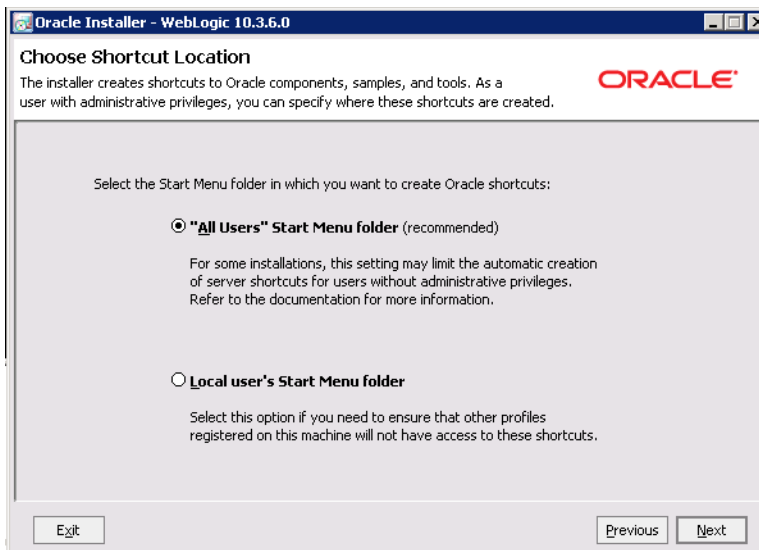 Oracle Installer - WebLogic 10.3.6.0
Choose Shortcut Location
The installer creates shortcuts to Oracle components, samples, and tools. As a
user with administrative privileges, you can specify where these shortcuts are created.
ORACLE
Select the Start Menu folder in which you want to create Oracle shortcuts:
"All Users" Start Menu folder (recommended)
For some installations, this setting may limit the automatic creation
of server shortcuts for users without administrative privileges.
Refer to the documentation for more information.
Local user's Start Menu folder
Select this option if you need to ensure that other profiles
registered on this machine will not have access to these shortcuts.
Exit Previous Next